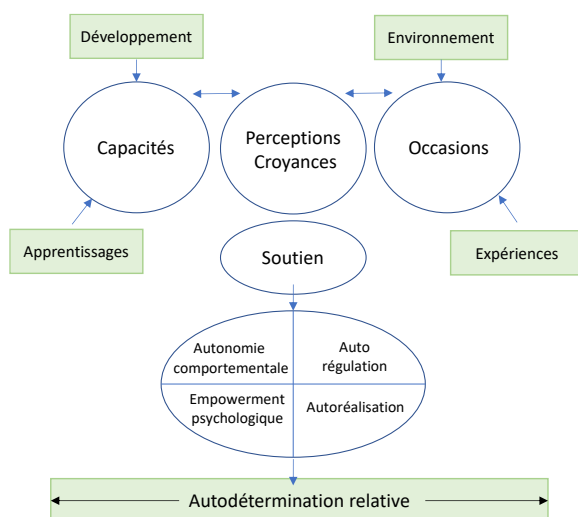 Développement
Environnement
Capacités
Perceptions
Croyances
Occasions
Apprentissages
Expériences
Soutien
Autonomie
comportementale
Auto
régulation
Empowerment
psychologique
Autoréalisation
Autodétermination relative